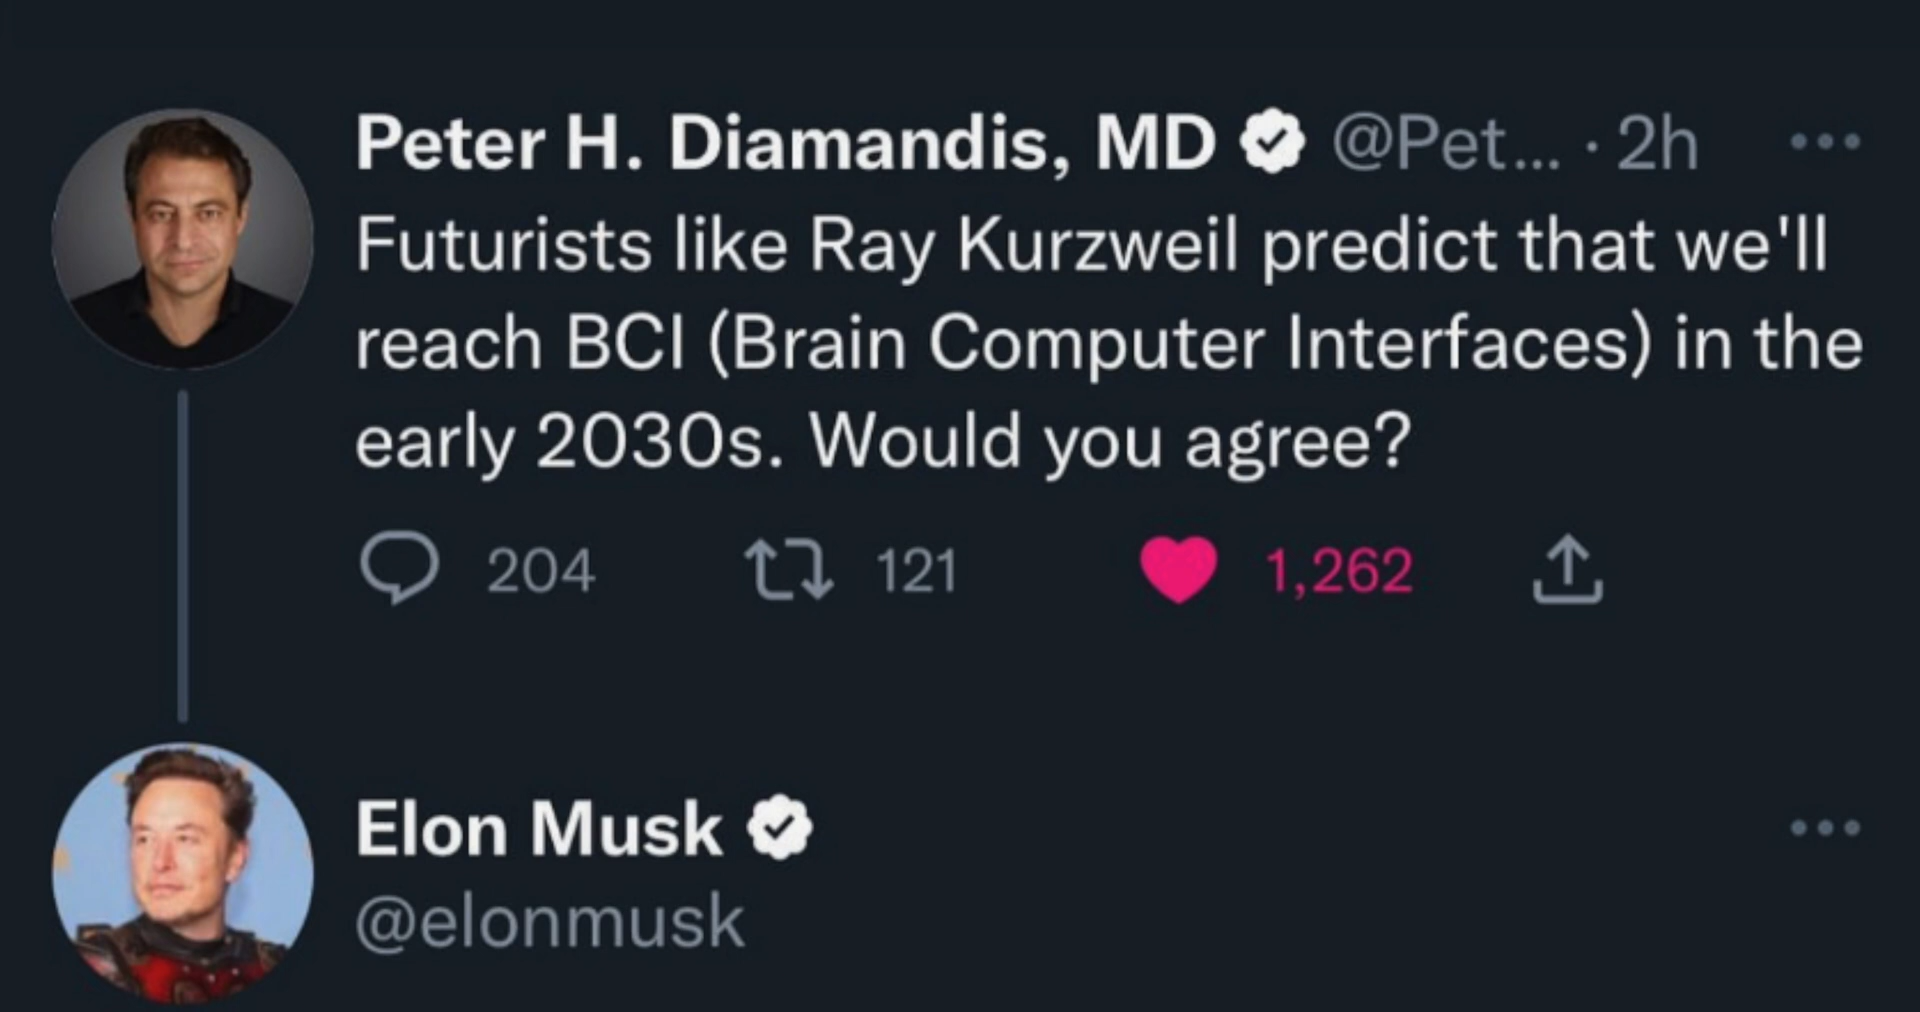 Peter H. Diamandis, MD @Pet... · 2h
Futurists like Ray Kurzweil predict that we'll
reach BCI (Brain Computer Interfaces) in the
early 2030s. Would you agree?
204 121 1,262
Elon Musk
@elonmusk